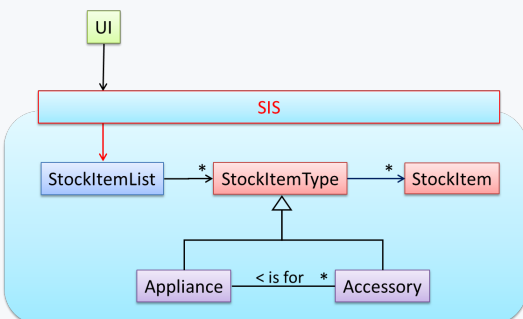 UI
SIS
StockItemList * StockItemType * StockItem
Appliance < is for * Accessory